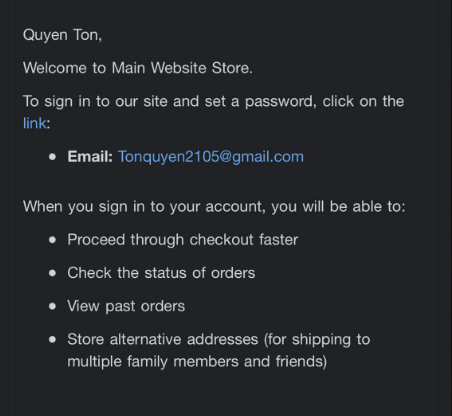 Quyen Ton,
Welcome to Main Website Store.
To sign in to our site and set a password, click on the
link:
• Email: Tonquyen2105@gmail.com
When you sign in to your account, you will be able to:
• Proceed through checkout faster
• Check the status of orders
• View past orders
• Store alternative addresses (for shipping to
multiple family members and friends)